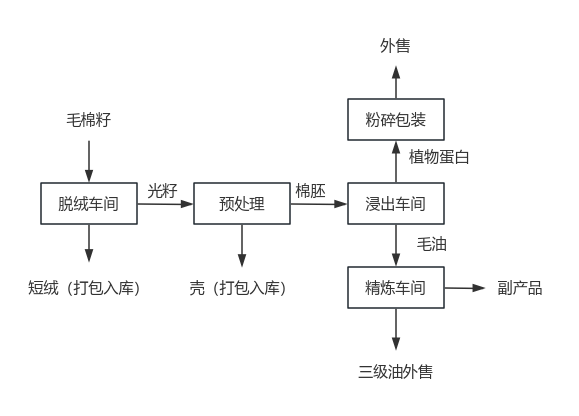 外售
粉碎包装
毛棉籽
植物蛋白
脱绒车间
光籽
预处理
棉胚
浸出车间
毛油
短绒（打包入库）
壳（打包入库）
精炼车间
副产品
三级油外售